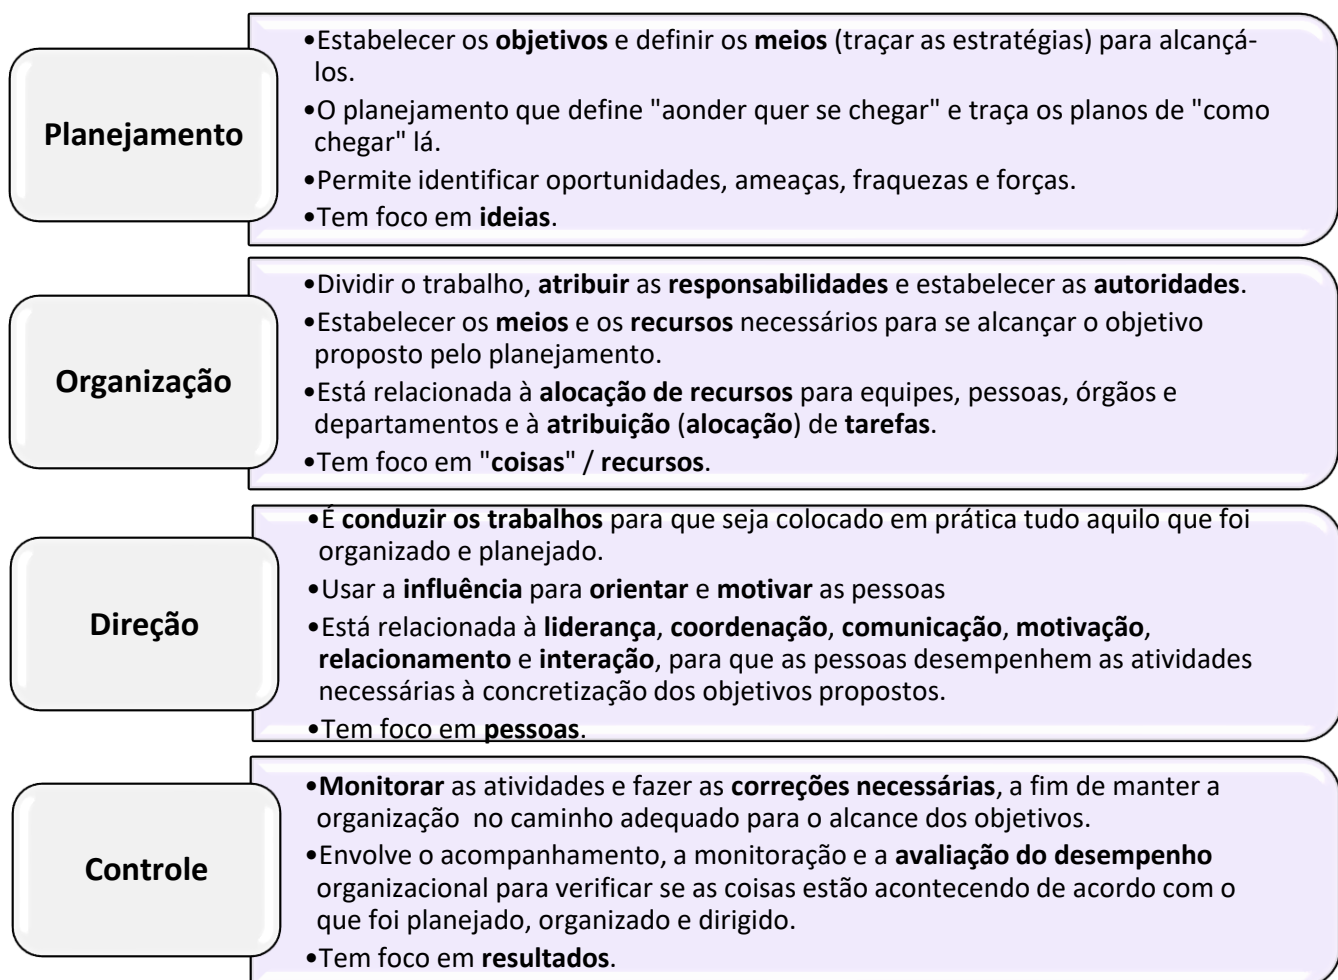 Planejamento
•Estabelecer os objetivos e definir os meios (traçar as estratégias) para alcançá-
los.
•O planejamento que define "aonder quer se chegar" e traça os planos de "como
chegar" lá.
•Permite identificar oportunidades, ameaças, fraquezas e forças.
•Tem foco em ideias.
Organização
•Dividir o trabalho, atribuir as responsabilidades e estabelecer as autoridades.
•Estabelecer os meios e os recursos necessários para se alcançar o objetivo
proposto pelo planejamento.
•Está relacionada à alocação de recursos para equipes, pessoas, órgãos e
departamentos e à atribuição (alocação) de tarefas.
•Tem foco em "coisas" / recursos.
Direção
•É conduzir os trabalhos para que seja colocado em prática tudo aquilo que foi
organizado e planejado.
•Usar a influência para orientar e motivar as pessoas
•Está relacionada à liderança, coordenação, comunicação, motivação,
relacionamento e interação, para que as pessoas desempenhem as atividades
necessárias à concretização dos objetivos propostos.
•Tem foco em pessoas.
Controle
•Monitorar as atividades e fazer as correções necessárias, a fim de manter a
organização no caminho adequado para o alcance dos objetivos.
•Envolve o acompanhamento, a monitoração e a avaliação do desempenho
organizacional para verificar se as coisas estão acontecendo de acordo com o
que foi planejado, organizado e dirigido.
•Tem foco em resultados.